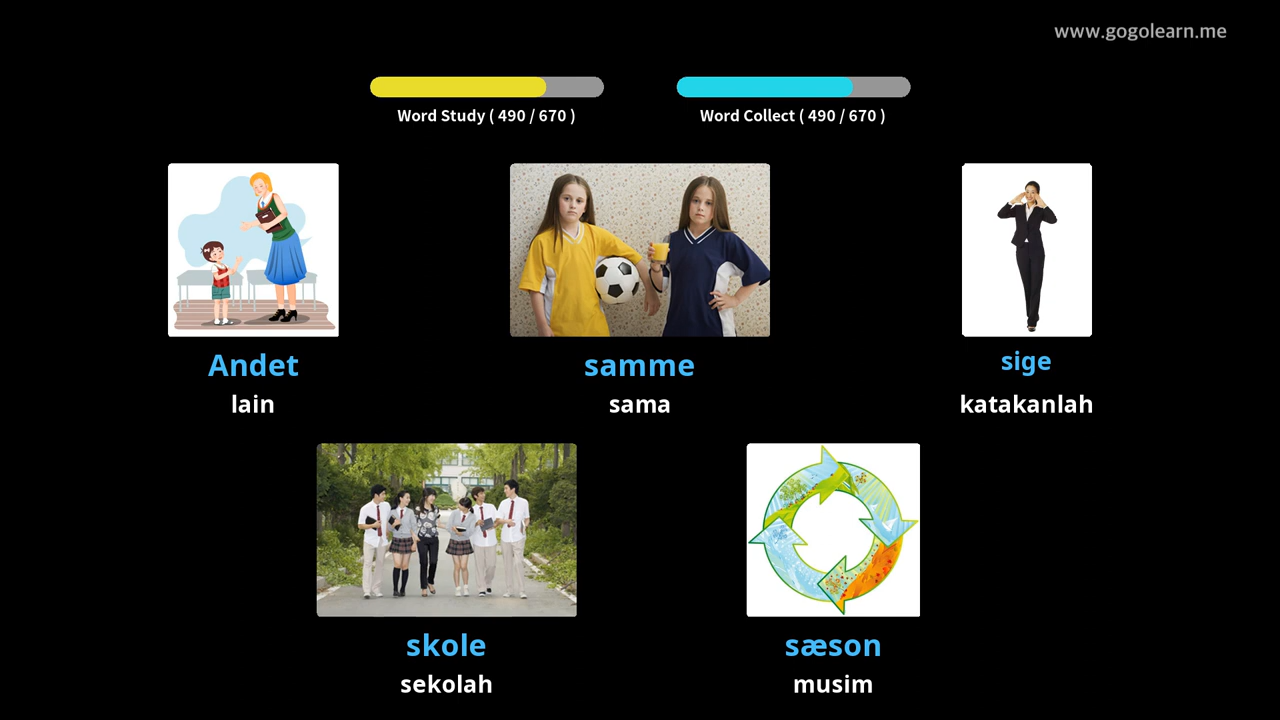 www.gogolearn.me
Word Study ( 490 / 670 )
Word Collect ( 490 / 670 )
Andet
lain
samme
sama
sige
katakanlah
skole
sekolah
sæson
musim